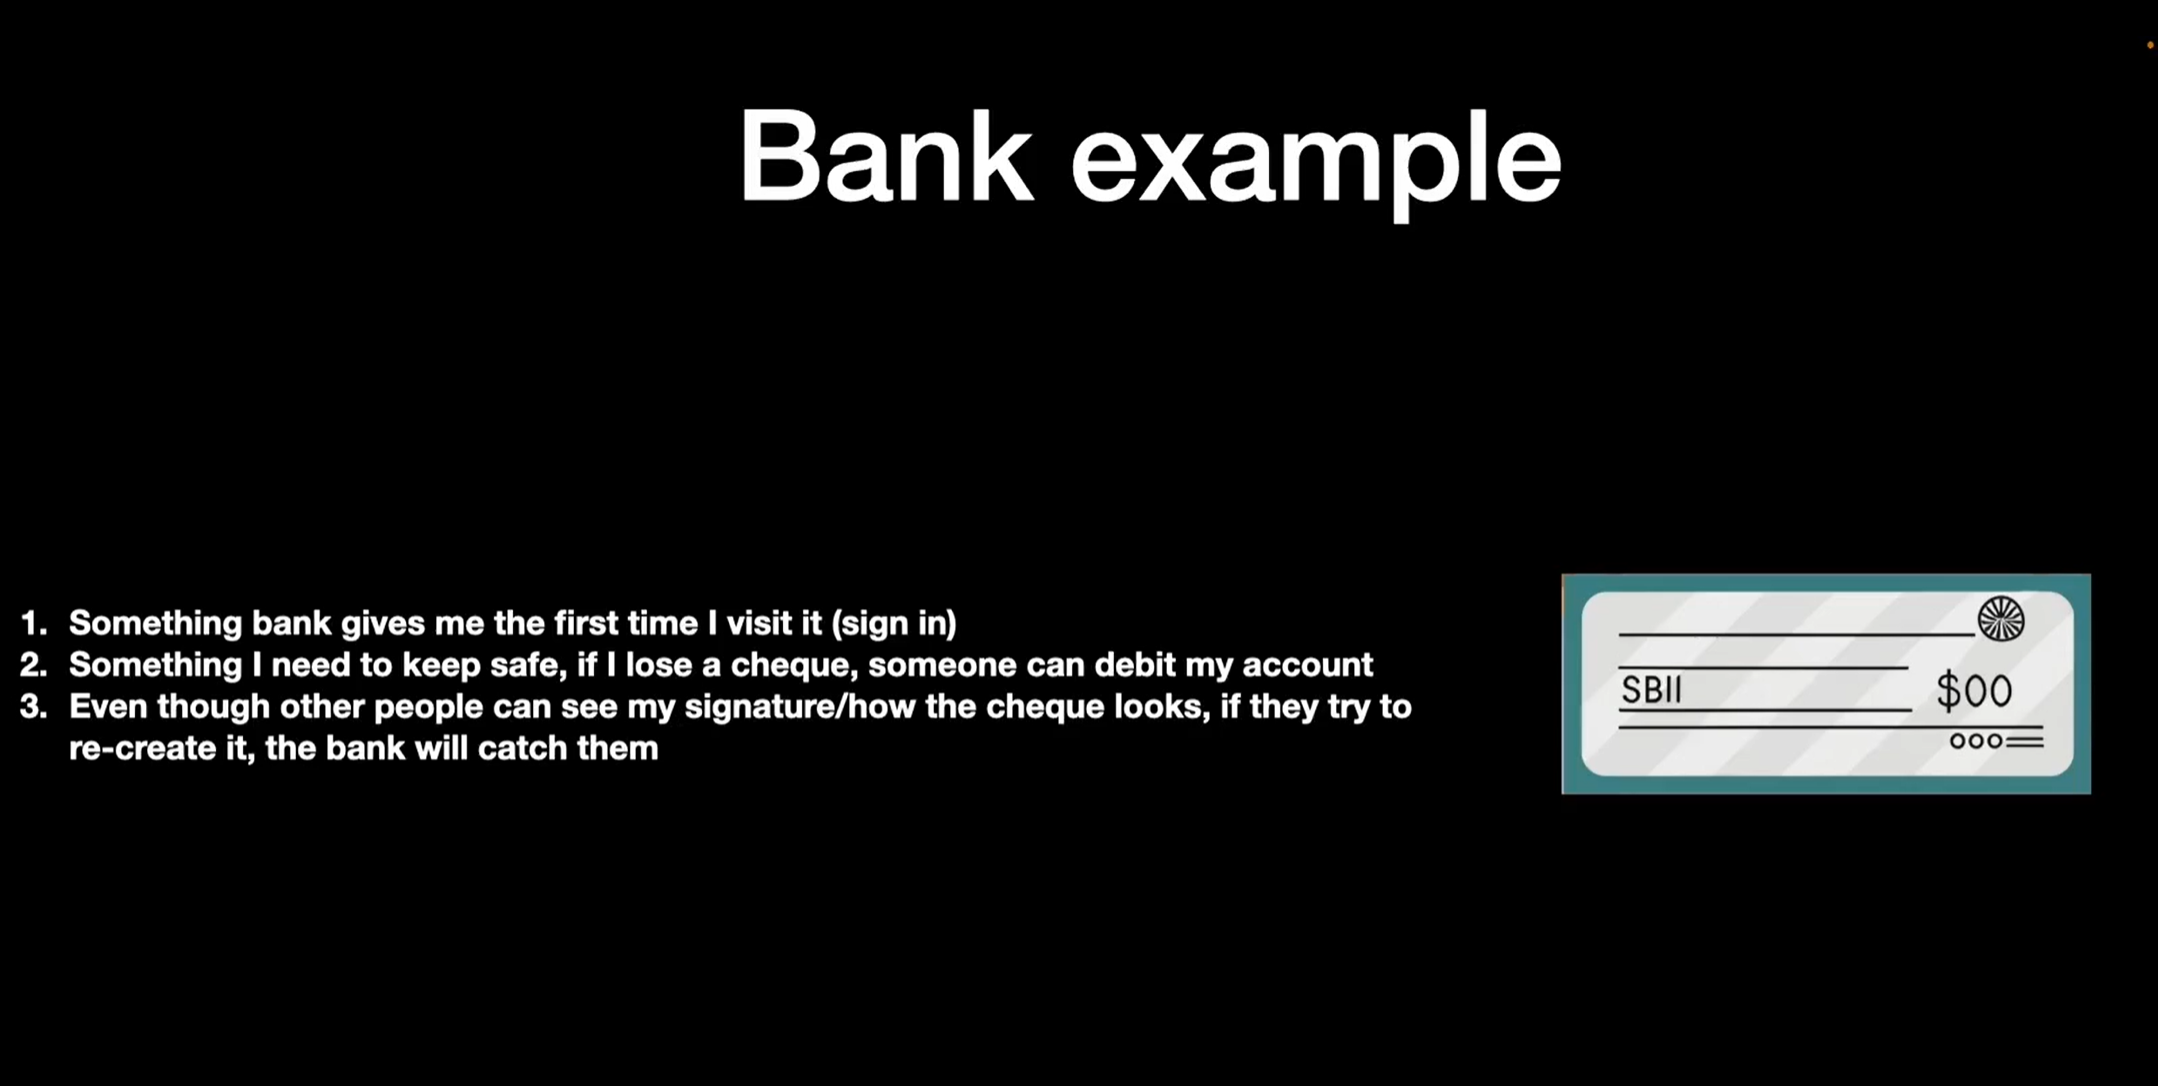 Bank example
1. Something bank gives me the first time I visit it (sign in)
2. Something I need to keep safe, if I lose a cheque, someone can debit my account
3. Even though other people can see my signature/how the cheque looks, if they try to
re-create it, the bank will catch them
SBII
$00
000